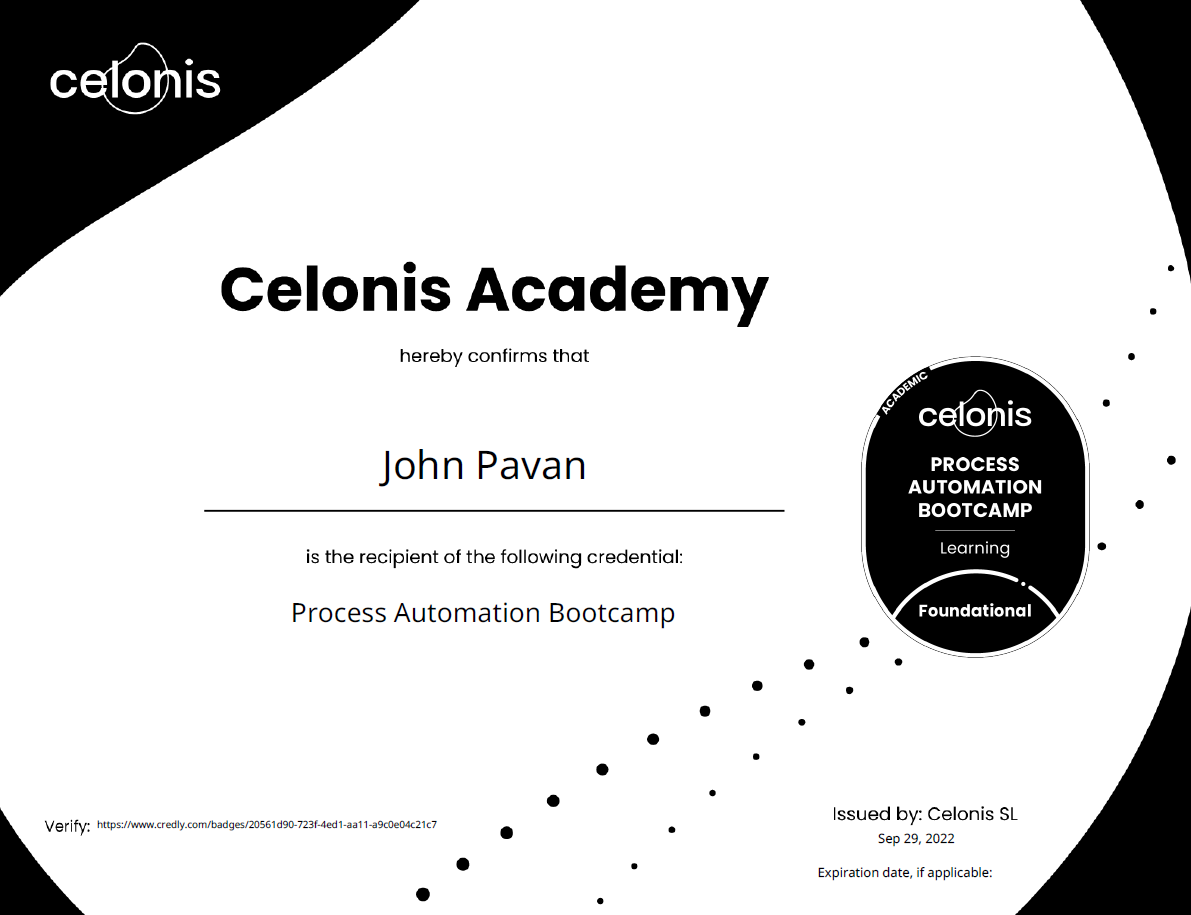 celonis
Celonis Academy
hereby confirms that
John Pavan
is the recipient of the following credential:
Process Automation Bootcamp
ACADEMIC
celonis
PROCESS
AUTOMATION
BOOTCAMP
Learning
Foundational
Verify: https://www.credly.com/badges/20561d90-723f-4ed1-aa11-a9c0e04c21c7
Issued by: Celonis SL
Sep 29, 2022
Expiration date, if applicable: